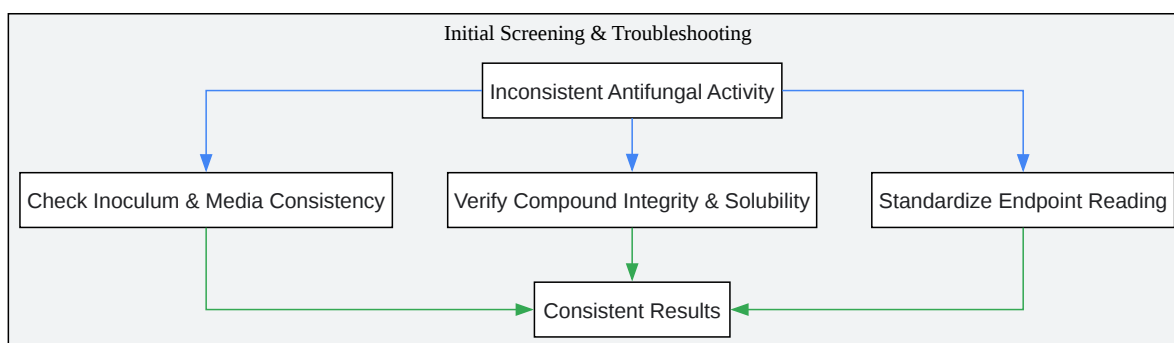 Initial Screening & Troubleshooting
Inconsistent Antifungal Activity
Check Inoculum & Media Consistency
Verify Compound Integrity & Solubility
Standardize Endpoint Reading
Consistent Results